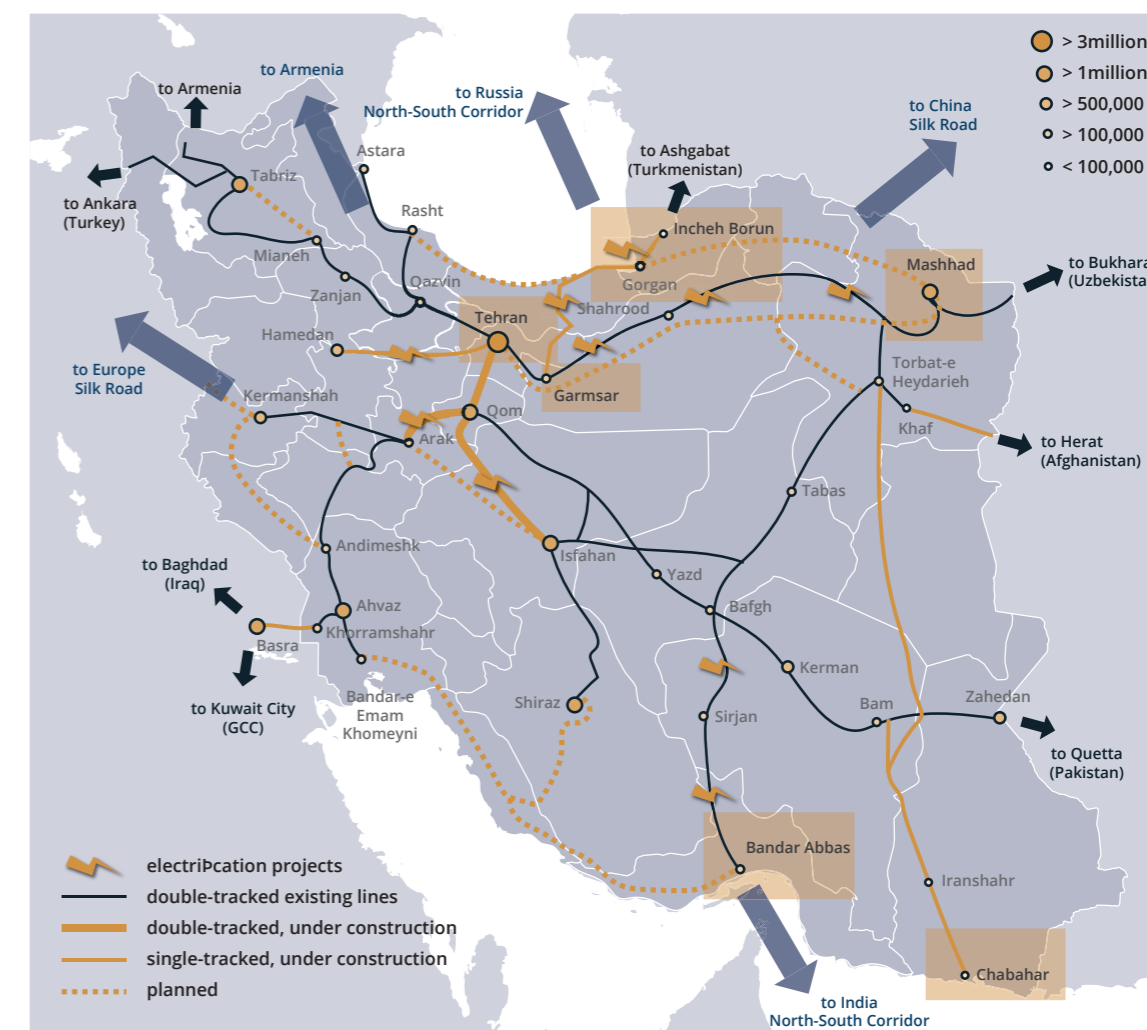 > 3million
> 1million
> 500,000
> 100,000
< 100,000
to Armenia
to Armenia
to Russia
North-South Corridor
to China
Silk Road
Astara
to Ashgabat
(Turkmenistan)
Tabriz
to Ankara
(Turkey)
Rasht
Incheh Borun
Mianeh
Mashhad
to Bukhara
(Uzbekista
Zanjan
Qazvin
Gorgan
Shahrood
Tehran
Hamedan
to Europe
Silk Road
Kermanshah
Garmsar
Torbat-e
Heydarieh
Qom
Arak
Khaf
to Herat
(Afghanistan)
Tabas
Andimeshk
Isfahan
to Baghdad
(Iraq)
Yazd
Ahvaz
Bafgh
Khorramshahr
Basra
Kerman
to Kuwait City
(GCC)
Bandar-e
Emam
Khomeyni
Shiraz
Sirjan
Bam
Zahedan
to Quetta
(Pakistan)
Bandar Abbas
Iranshahr
Chabahar
to India
North-South Corridor
electriÞcation projects
double-tracked existing lines
double-tracked, under construction
single-tracked, under construction
planned